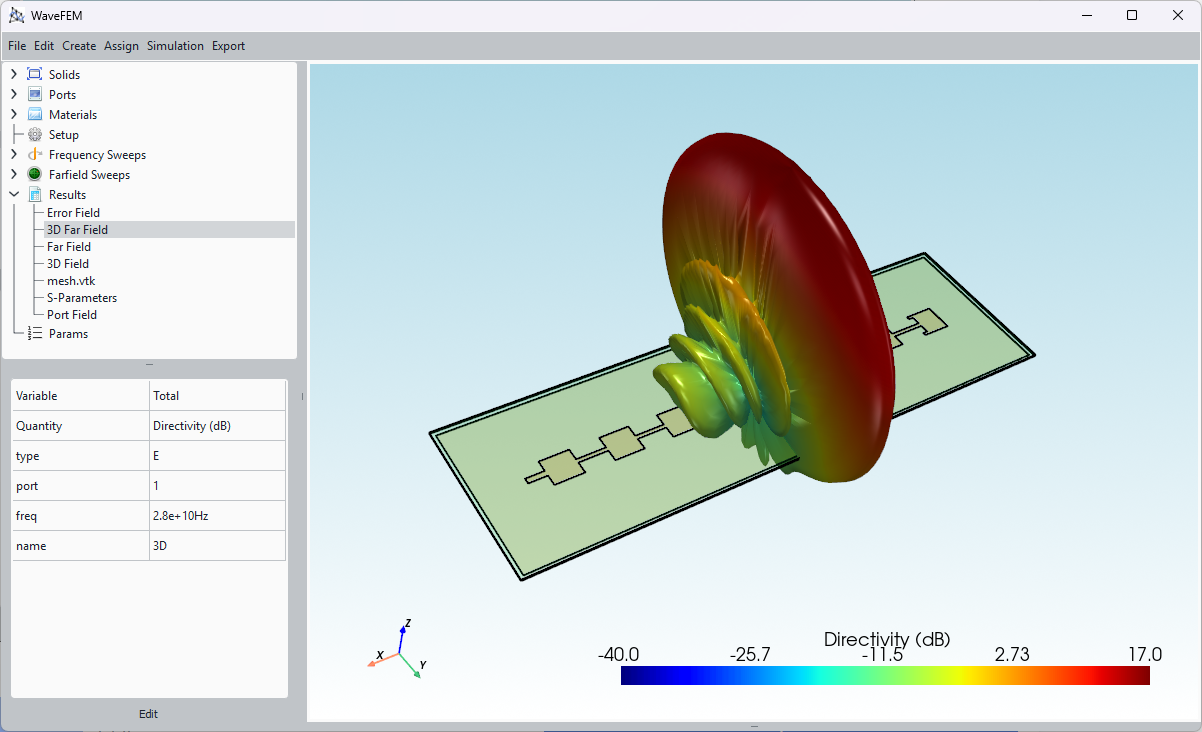 WaveFEM
File Edit Create Assign Simulation Export
Solids
Ports
Materials
Setup
Frequency Sweeps
Farfield Sweeps
Results
Error Field
3D Far Field
Far Field
3D Field
mesh.vtk
S-Parameters
Port Field
Params
Variable Total
Quantity Directivity (dB)
type E
port 1
freq 2.8e+10Hz
name 3D
Edit
Z
X
Y
Directivity (dB)
-40.0 -25.7 -11.5 2.73 17.0